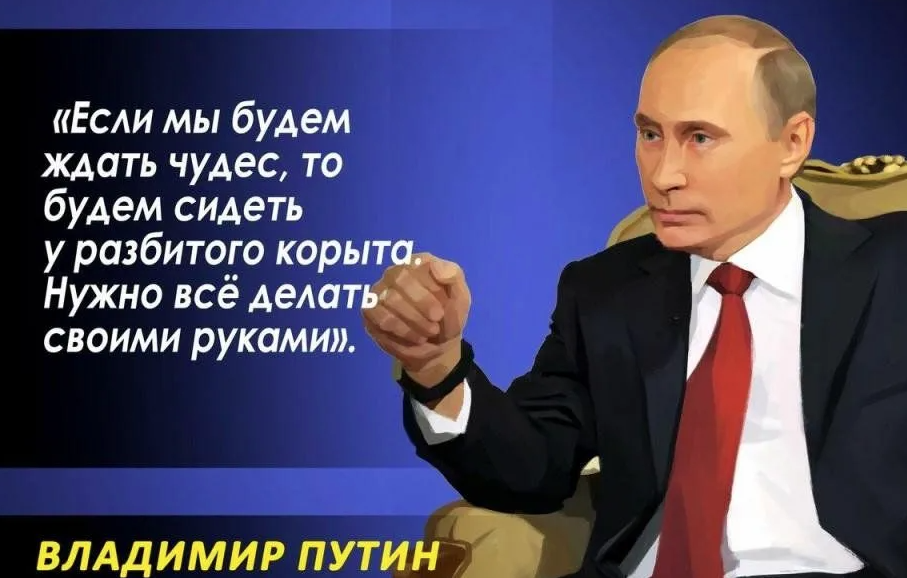 «Если мы будем
ждать чудес, то
будем сидеть
у разбитого корыта.
Нужно всё делать
своими руками».
ВЛАДИМИР ПУТИН